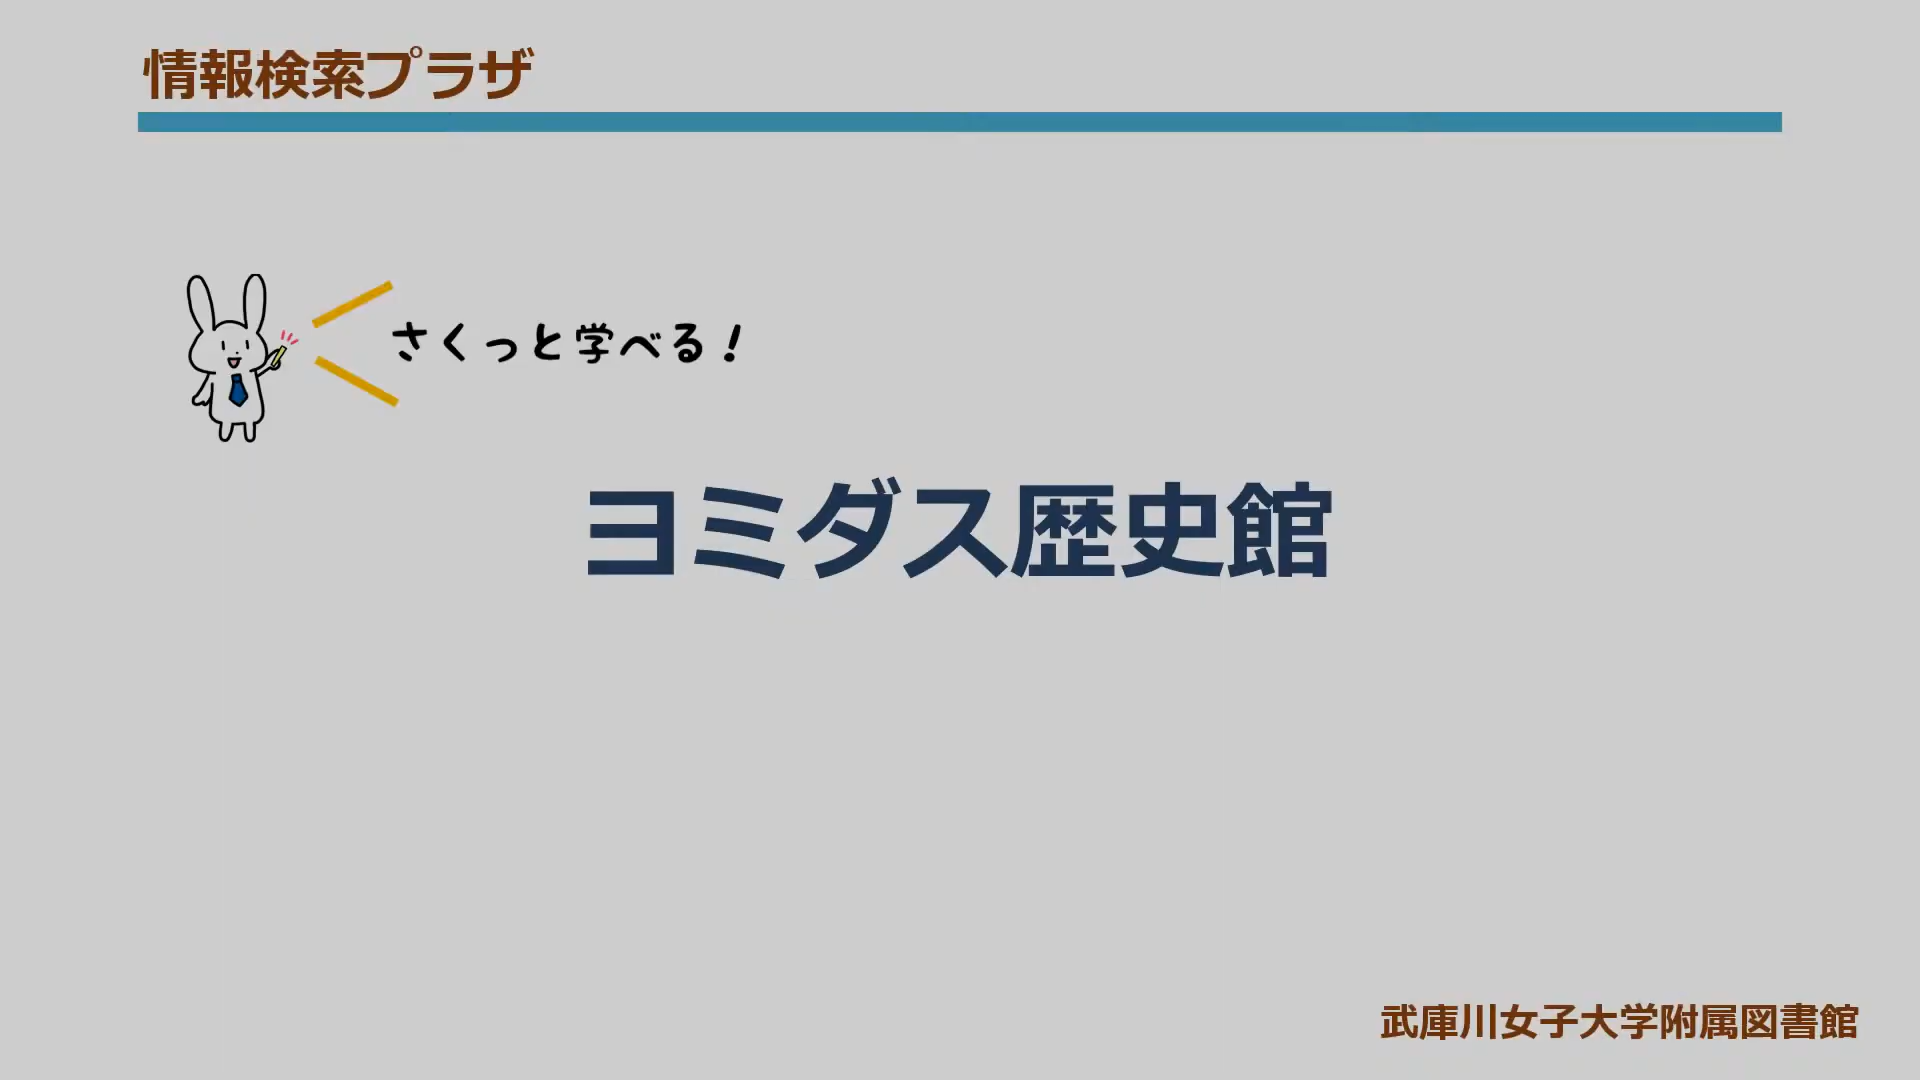 情報検索プラザ
さくっと学べる！
ヨミダス歴史館
武庫川女子大学附属図書館